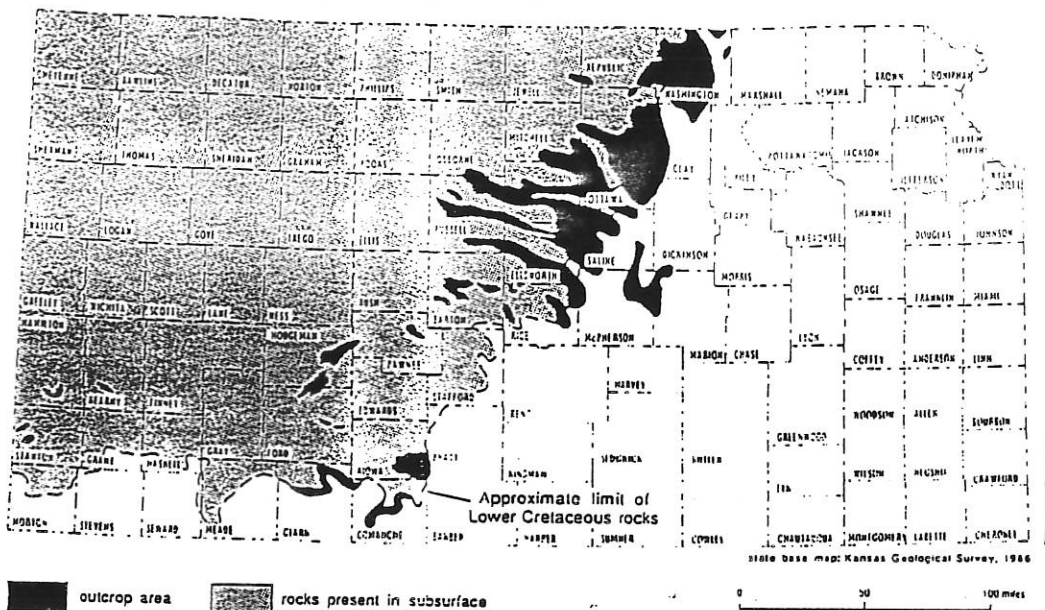 CHEYENNE RAWLINS DECATUR NORTON PHILLIPS SMITH JEWELL REPUBLIC WASHINGTON MARSHALL NEMAHA BROWN DONIPHAN
ATCHISON
SHERMAN THOMAS SHERIDAN GRAHAM ROOKS OSBORNE MITCHELL CLAY RILEY POTTAWATOMIE JACKSON JEFFERSON
OTTAWA
WALLACE LOGAN GOVE ELLIS RUSSELL SALINE DICKINSON GEARY WABAUNSEE SHAWNEE DOUGLAS JOHNSON
ELLSWORTH MORRIS
GREELEY WICHITA SCOTT LANE NESS RUSH BARTON RICE McPHERSON MARION CHASE LYON OSAGE FRANKLIN MIAMI
HAMILTON KEARNY FINNEY HODGEMAN PAWNEE STAFFORD HARVEY COFFEY ANDERSON LINN
EDWARDS RENO WOODSON ALLEN BOURBON
STANTON GRANT HASKELL GRAY FORD KIOWA PRATT KINGMAN SEDGWICK BUTLER GREENWOOD WILSON NEOSHO CRAWFORD
ELK
Approximate limit of
Lower Cretaceous rocks
MORTON STEVENS SEWARD MEADE CLARK COMANCHE BARBER HARPER SUMNER COWLEY CHAUTAUQUA MONTGOMERY LABETTE CHEROKEE
state base map: Kansas Geological Survey, 1986
outcrop area
rocks present in subsurface
0 50 100 miles